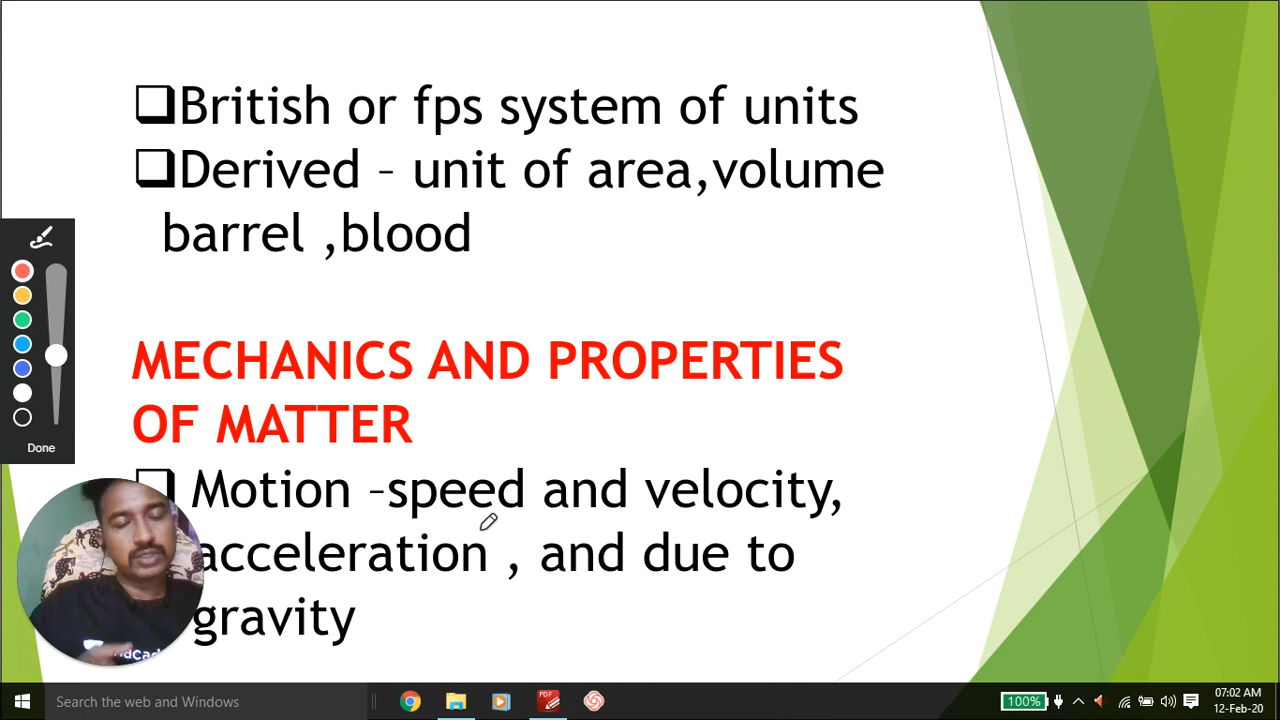 ❑British or fps system of units
❑Derived – unit of area,volume
barrel ,blood
MECHANICS AND PROPERTIES
OF MATTER
❑ Motion –speed and velocity,
acceleration , and due to
gravity
Done
Search the web and Windows
PDF
100%
07:02 AM
12-Feb-20